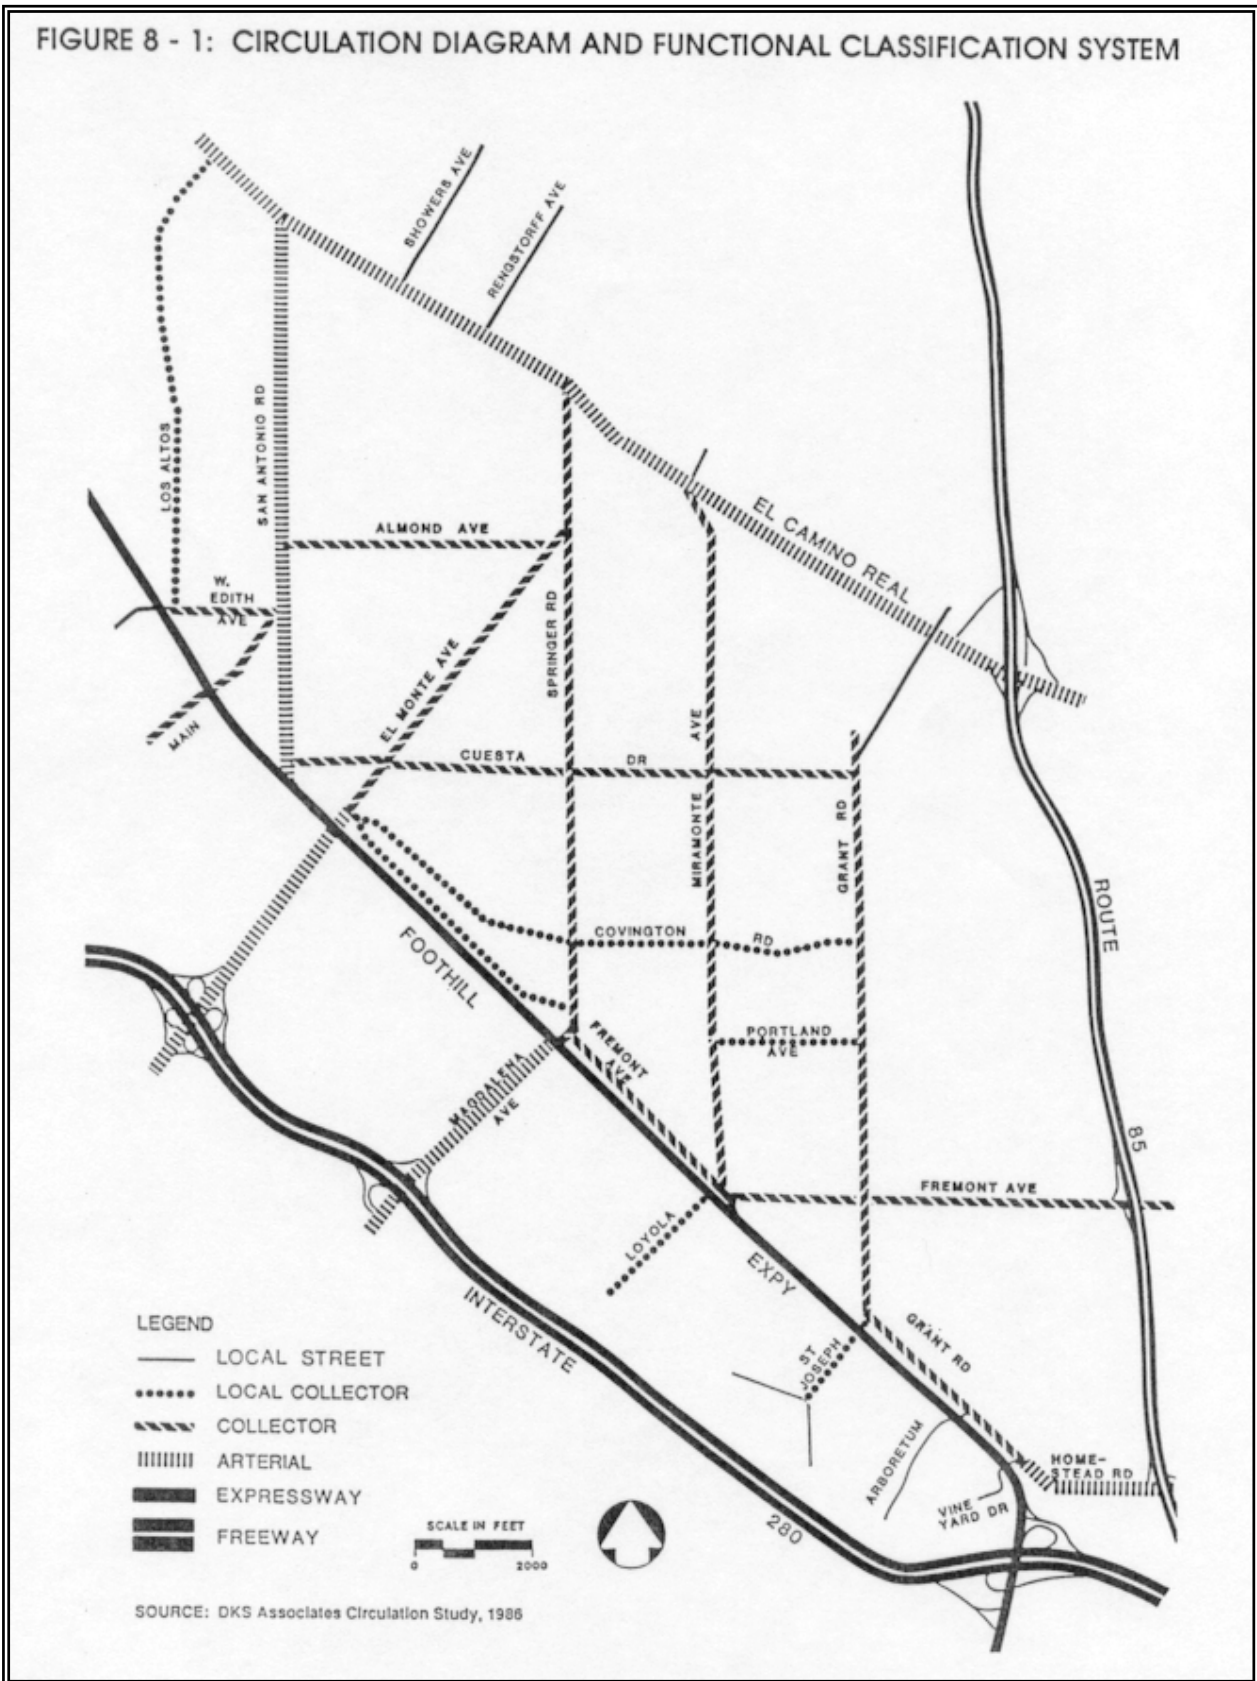 FIGURE 8 - 1: CIRCULATION DIAGRAM AND FUNCTIONAL CLASSIFICATION SYSTEM
SHOWERS AVE
RENGSTORFF AVE
LOS ALTOS
SAN ANTONIO RD
ALMOND AVE
EL CAMINO REAL
W.
EDITH
AVE
MAIN
EL MONTE AVE
SPRINGER RD
CUESTA DR
MIRAMONTE AVE
GRANT RD
ROUTE 85
COVINGTON RD
FOOTHILL EXPY
FREMONT
AVE
PORTLAND
AVE
MAGDALENA
AVE
FREMONT AVE
LOYOLA
INTERSTATE 280
ST
JOSEPH
GRANT RD
ARBORETUM
HOME-
STEAD RD
VINE
YARD DR
LEGEND
LOCAL STREET
LOCAL COLLECTOR
COLLECTOR
ARTERIAL
EXPRESSWAY
FREEWAY
SCALE IN FEET
0 2000
SOURCE: DKS Associates Circulation Study, 1986